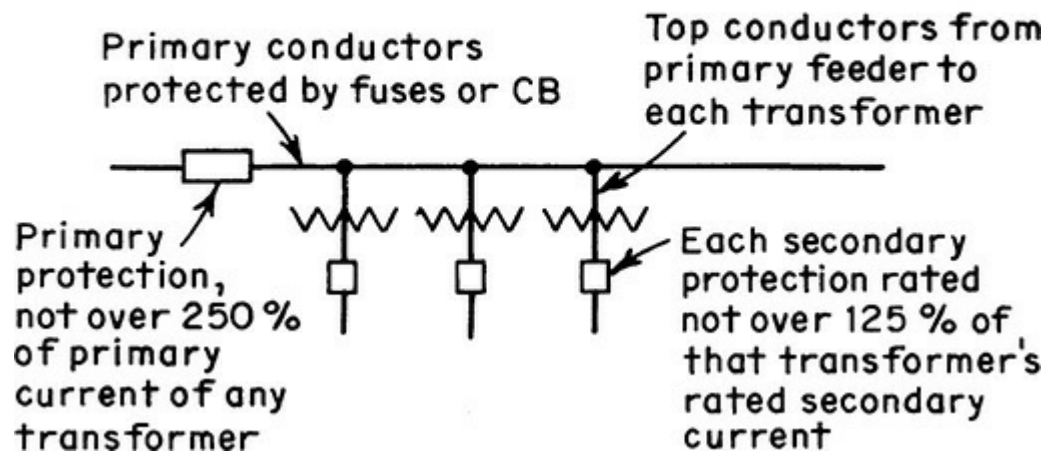 Primary conductors
protected by fuses or CB
Top conductors from
primary feeder to
each transformer
Primary
protection,
not over 250 %
of primary
current of any
transformer
Each secondary
protection rated
not over 125 % of
that transformer's
rated secondary
current